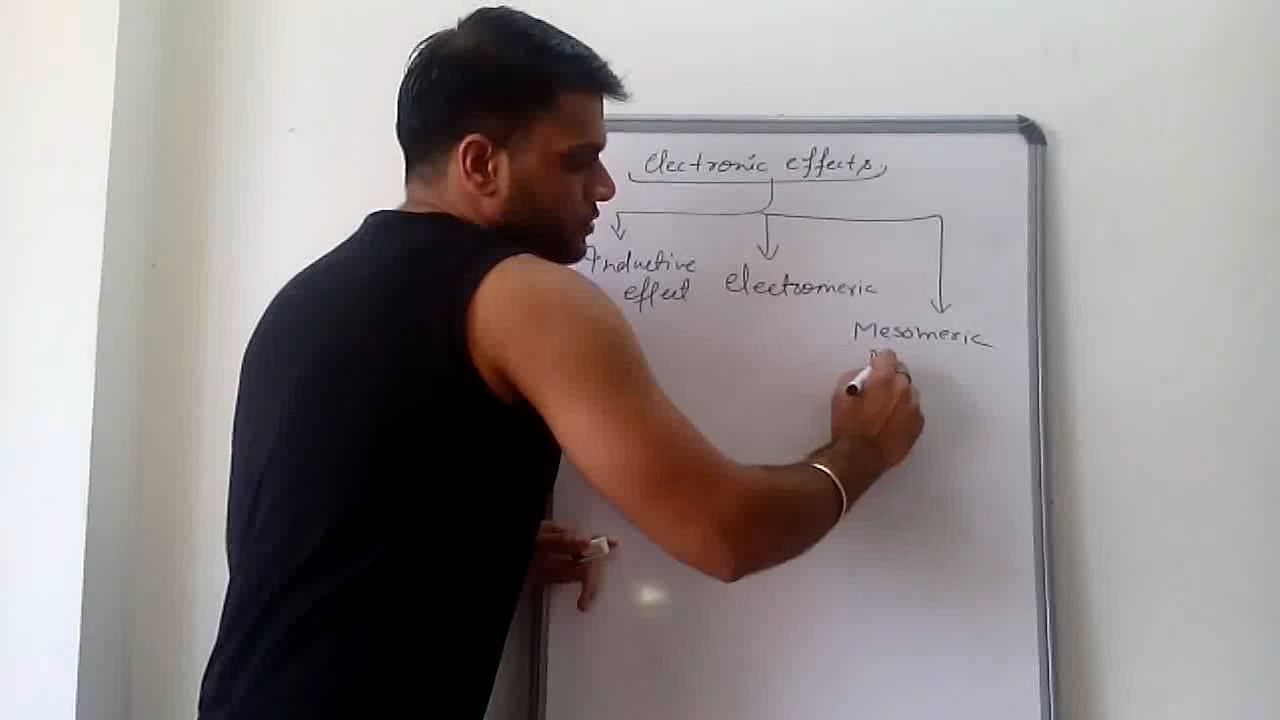 Electronic effects
Inductive
effect
Electromeric
Mesomeric